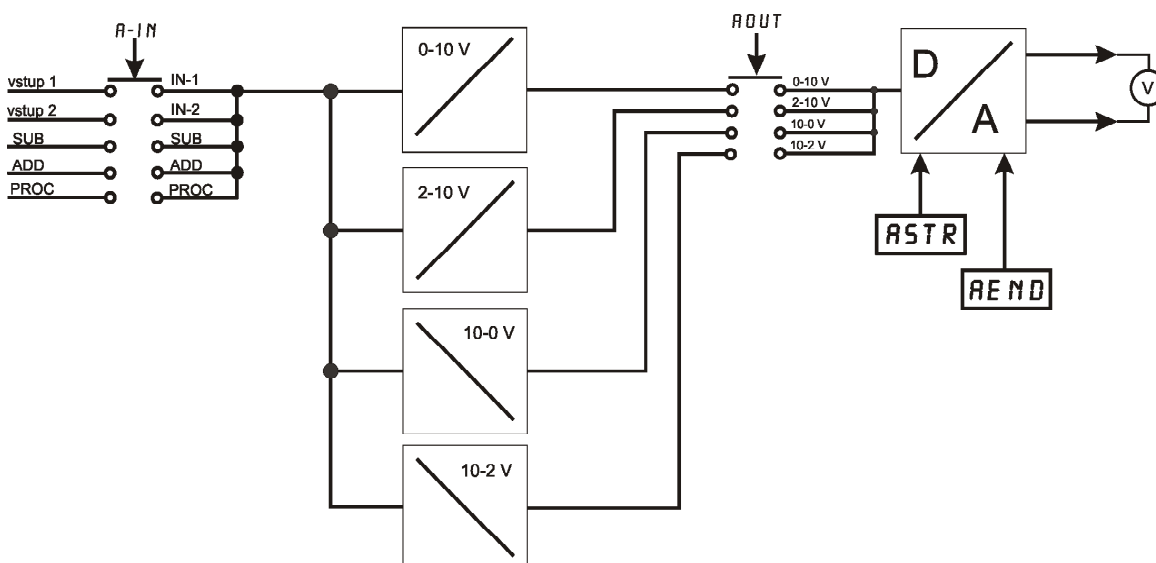 A-IN
vstup 1
IN-1
vstup 2
IN-2
SUB
SUB
ADD
ADD
PROC
PROC
0-10 V
2-10 V
10-0 V
10-2 V
AOUT
0-10 V
2-10 V
10-0 V
10-2 V
D
A
V
ASTR
AEND